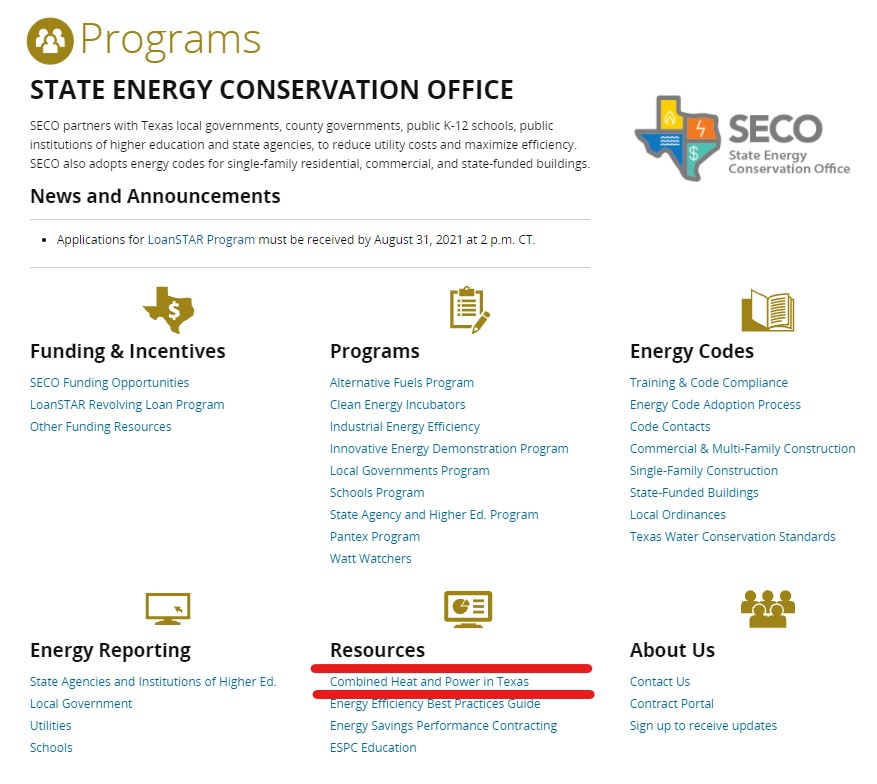 Programs
STATE ENERGY CONSERVATION OFFICE
SECO partners with Texas local governments, county governments, public K-12 schools, public
institutions of higher education and state agencies, to reduce utility costs and maximize efficiency.
SECO also adopts energy codes for single-family residential, commercial, and state-funded buildings.
SECO
State Energy
Conservation Office
News and Announcements
• Applications for LoanSTAR Program must be received by August 31, 2021 at 2 p.m. CT.
Funding & Incentives
SECO Funding Opportunities
LoanSTAR Revolving Loan Program
Other Funding Resources
Programs
Alternative Fuels Program
Clean Energy Incubators
Industrial Energy Efficiency
Innovative Energy Demonstration Program
Local Governments Program
Schools Program
State Agency and Higher Ed. Program
Pantex Program
Watt Watchers
Energy Codes
Training & Code Compliance
Energy Code Adoption Process
Code Contacts
Commercial & Multi-Family Construction
Single-Family Construction
State-Funded Buildings
Local Ordinances
Texas Water Conservation Standards
Energy Reporting
State Agencies and Institutions of Higher Ed.
Local Government
Utilities
Schools
Resources
Combined Heat and Power in Texas
Energy Efficiency Best Practices Guide
Energy Savings Performance Contracting
ESPC Education
About Us
Contact Us
Contract Portal
Sign up to receive updates